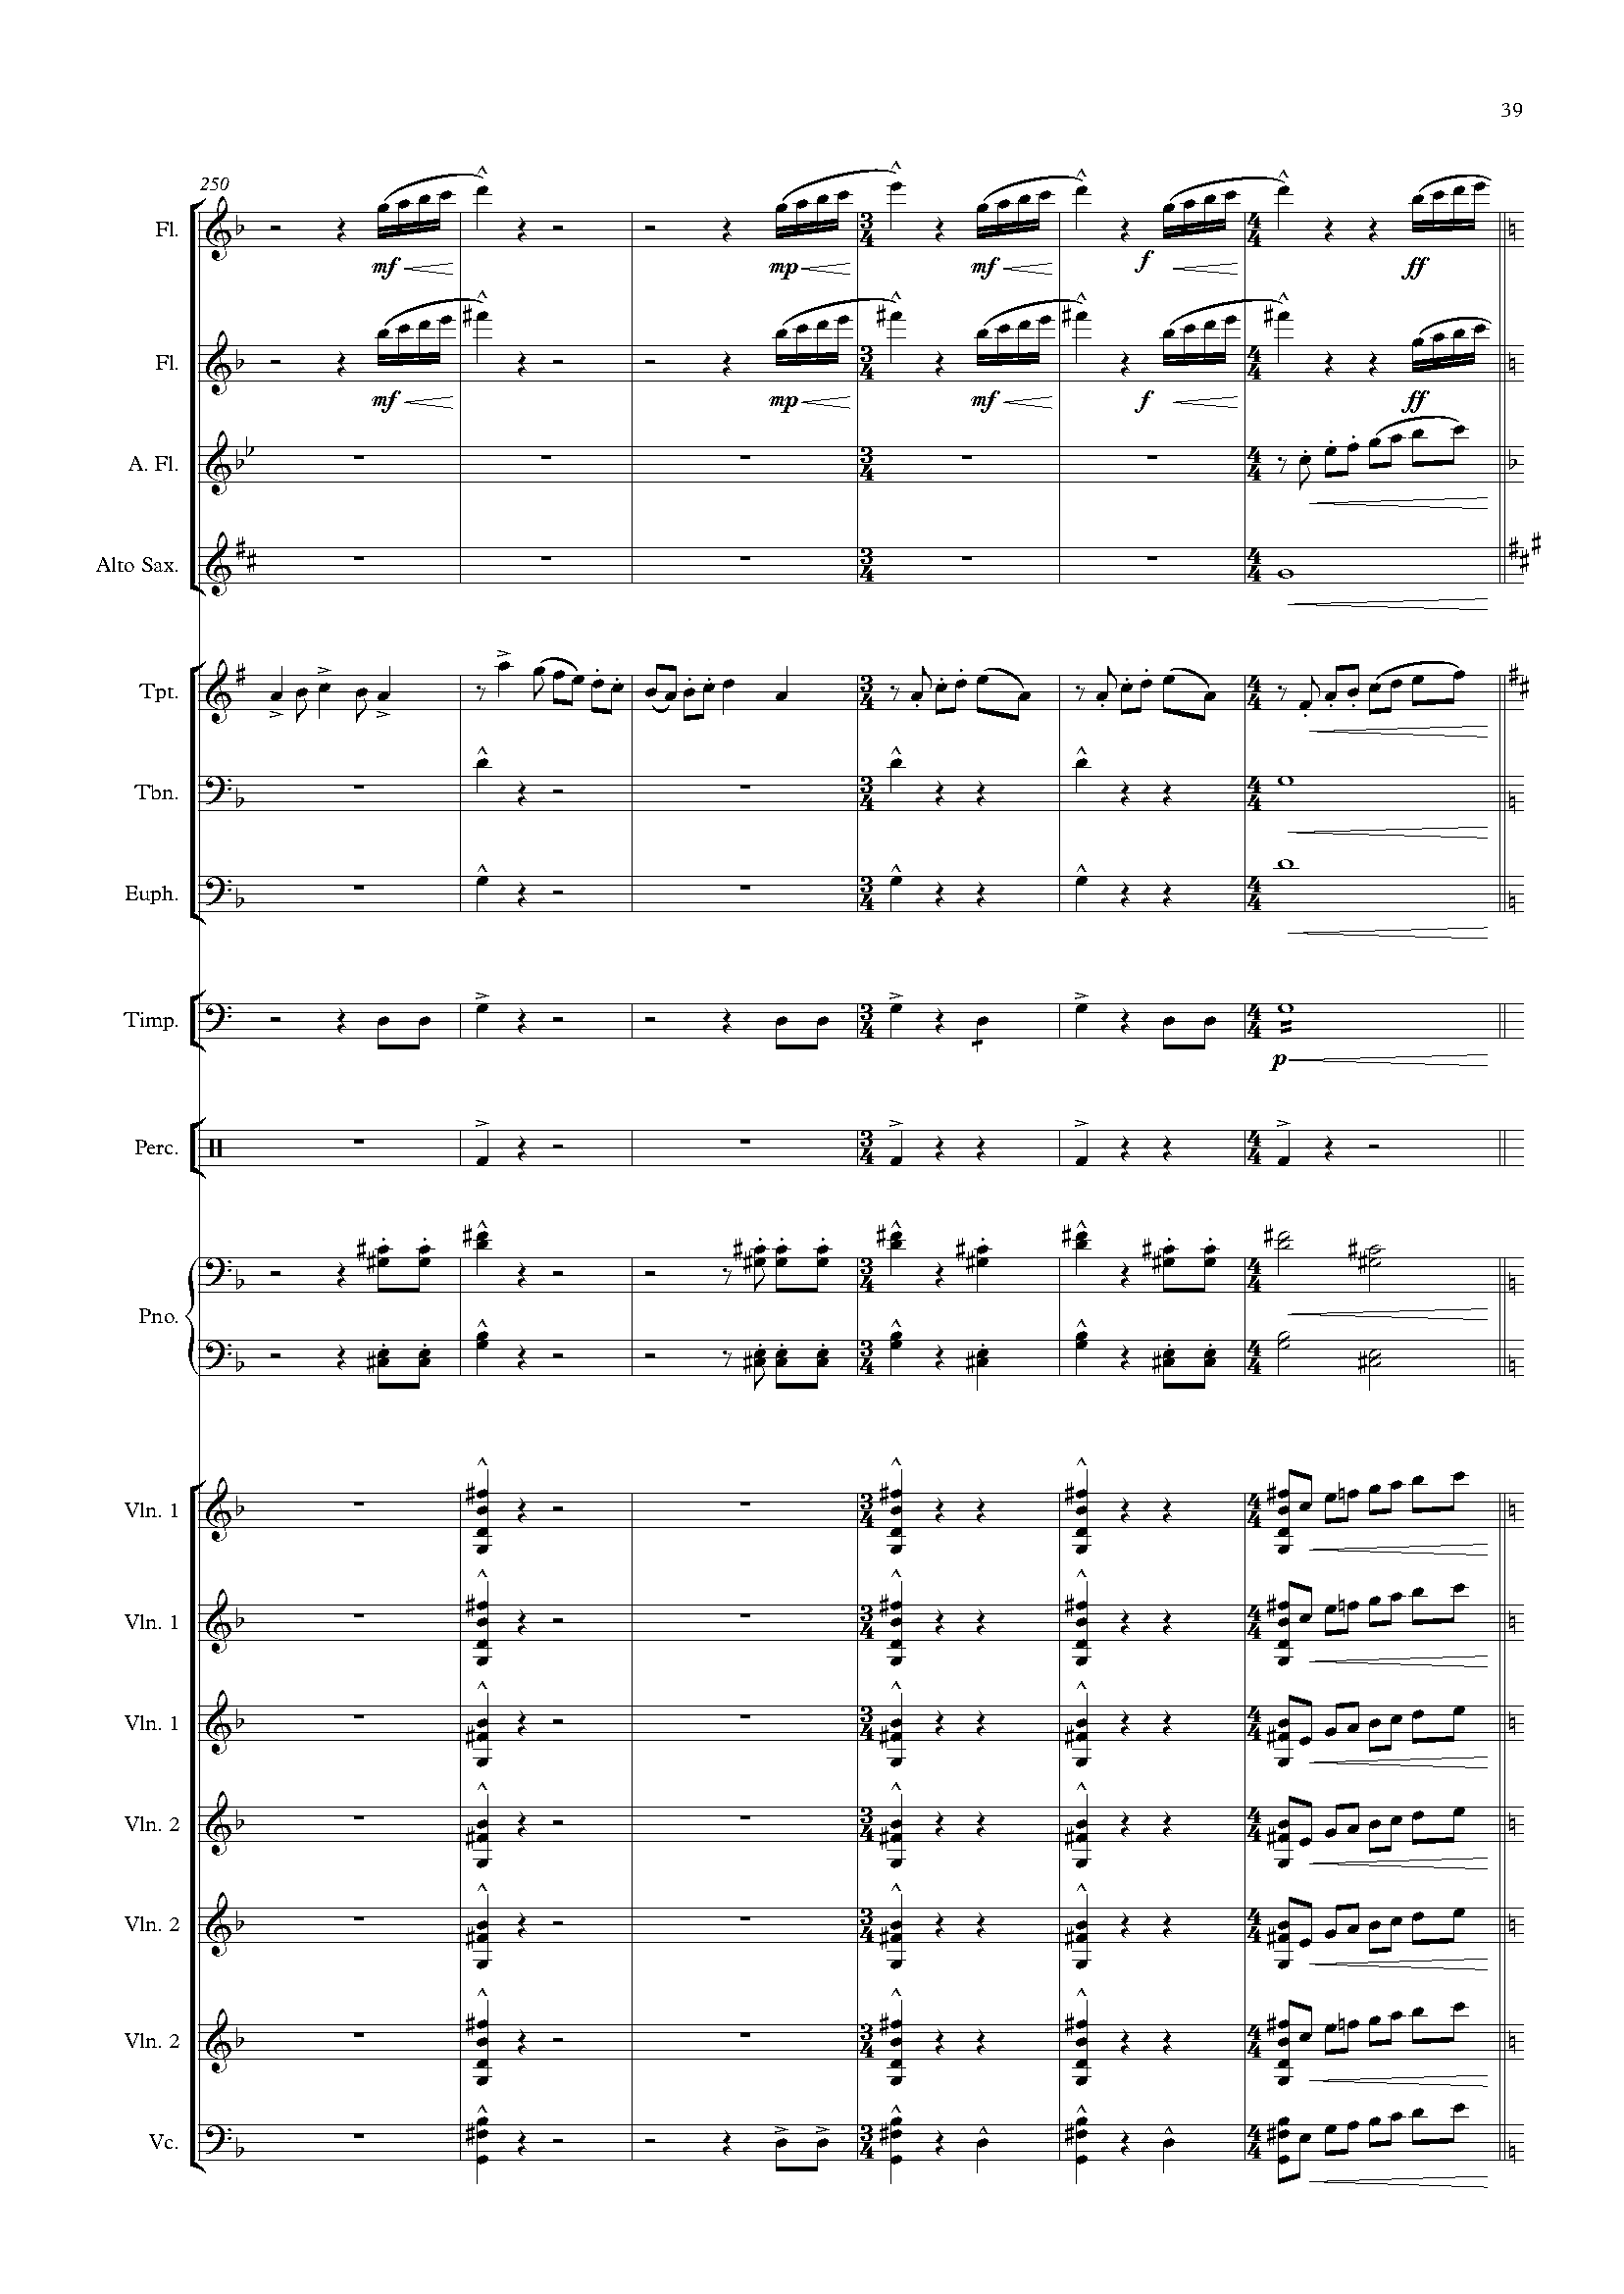 39
250
Fl.
mf mp mf f ff
Fl.
mf mp mf f ff
A. Fl.
Alto Sax.
Tpt.
Tbn.
Euph.
Timp.
p
Perc.
Pno.
Vln. 1
Vln. 1
Vln. 1
Vln. 2
Vln. 2
Vln. 2
Vc.